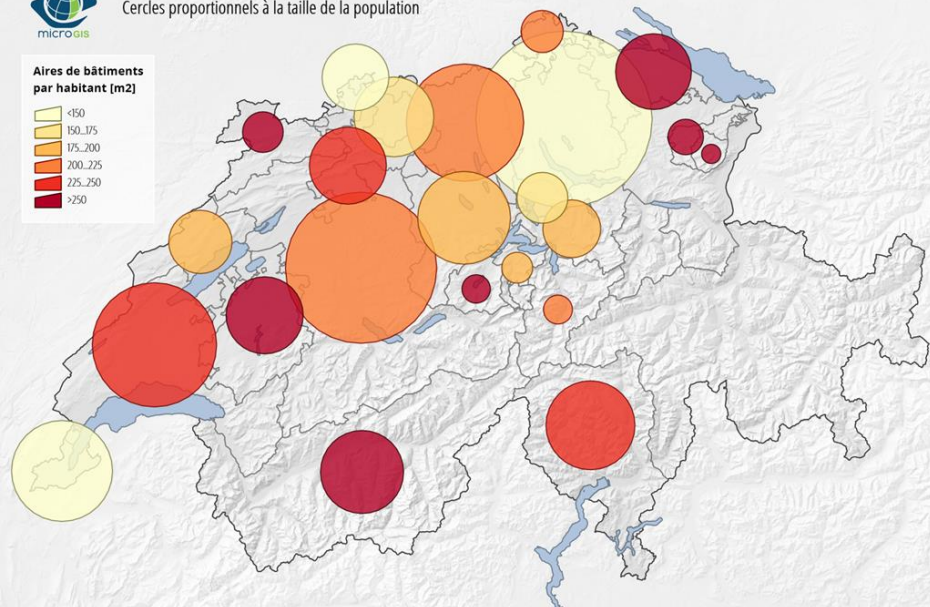 Cercles proportionnels à la taille de la population
microGIS
Aires de bâtiments
par habitant [m2]
<150
150...175
175...200
200...225
225...250
>250